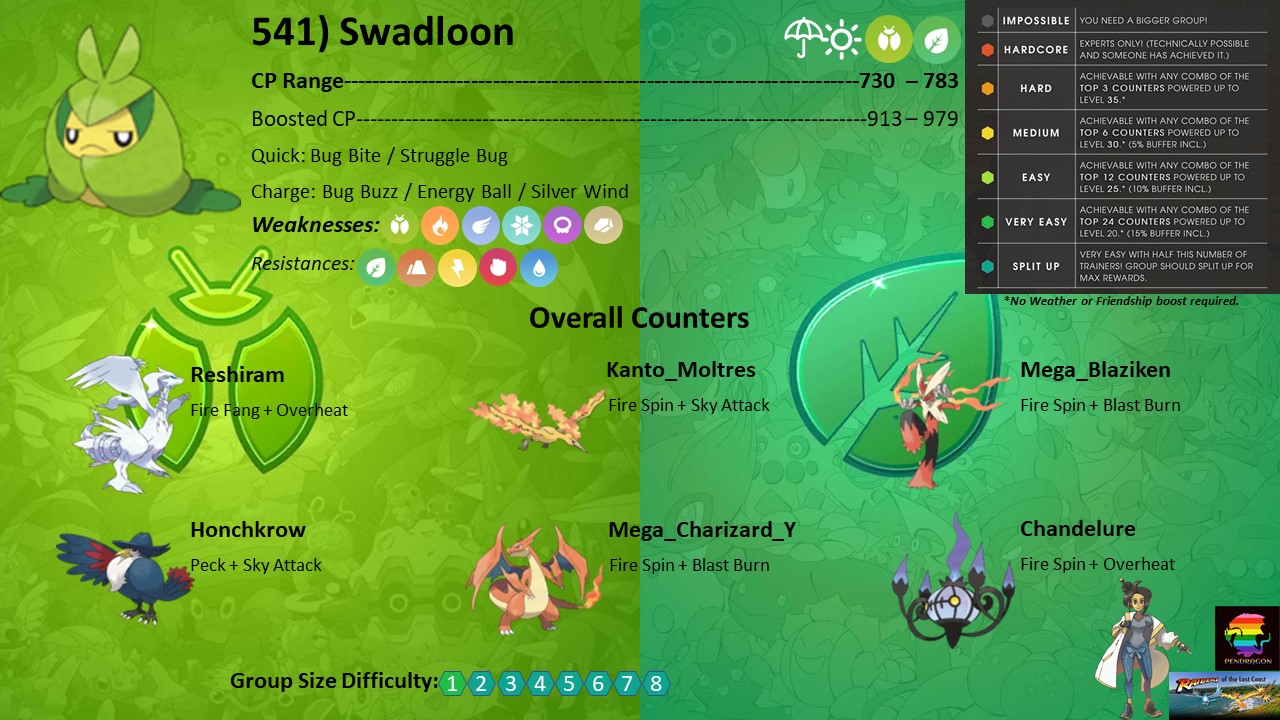 541) Swadloon
CP Range---730 – 783
Boosted CP---913 – 979
Quick: Bug Bite / Struggle Bug
Charge: Bug Buzz / Energy Ball / Silver Wind
Weaknesses:
Resistances:
IMPOSSIBLE YOU NEED A BIGGER GROUP!
HARDCORE EXPERTS ONLY! (TECHNICALLY POSSIBLE
AND SOMEONE HAS ACHIEVED IT.)
HARD ACHIEVABLE WITH ANY COMBO OF THE
TOP 3 COUNTERS POWERED UP TO
LEVEL 35.*
MEDIUM ACHIEVABLE WITH ANY COMBO OF THE
TOP 6 COUNTERS POWERED UP TO
LEVEL 30.* (5% BUFFER INCL.)
EASY ACHIEVABLE WITH ANY COMBO OF THE
TOP 12 COUNTERS POWERED UP TO
LEVEL 25.* (10% BUFFER INCL.)
VERY EASY ACHIEVABLE WITH ANY COMBO OF THE
TOP 24 COUNTERS POWERED UP TO
LEVEL 20.* (15% BUFFER INCL.)
SPLIT UP VERY EASY WITH HALF THIS NUMBER OF
TRAINERS! GROUP SHOULD SPLIT UP FOR
MAX REWARDS.
*No Weather or Friendship boost required.
Overall Counters
Reshiram
Fire Fang + Overheat
Kanto_Moltres
Fire Spin + Sky Attack
Mega_Blaziken
Fire Spin + Blast Burn
Honchkrow
Peck + Sky Attack
Mega_Charizard_Y
Fire Spin + Blast Burn
Chandelure
Fire Spin + Overheat
Group Size Difficulty: 1 2 3 4 5 6 7 8
PENDRAGON
RAIDERS of the Lost Coast